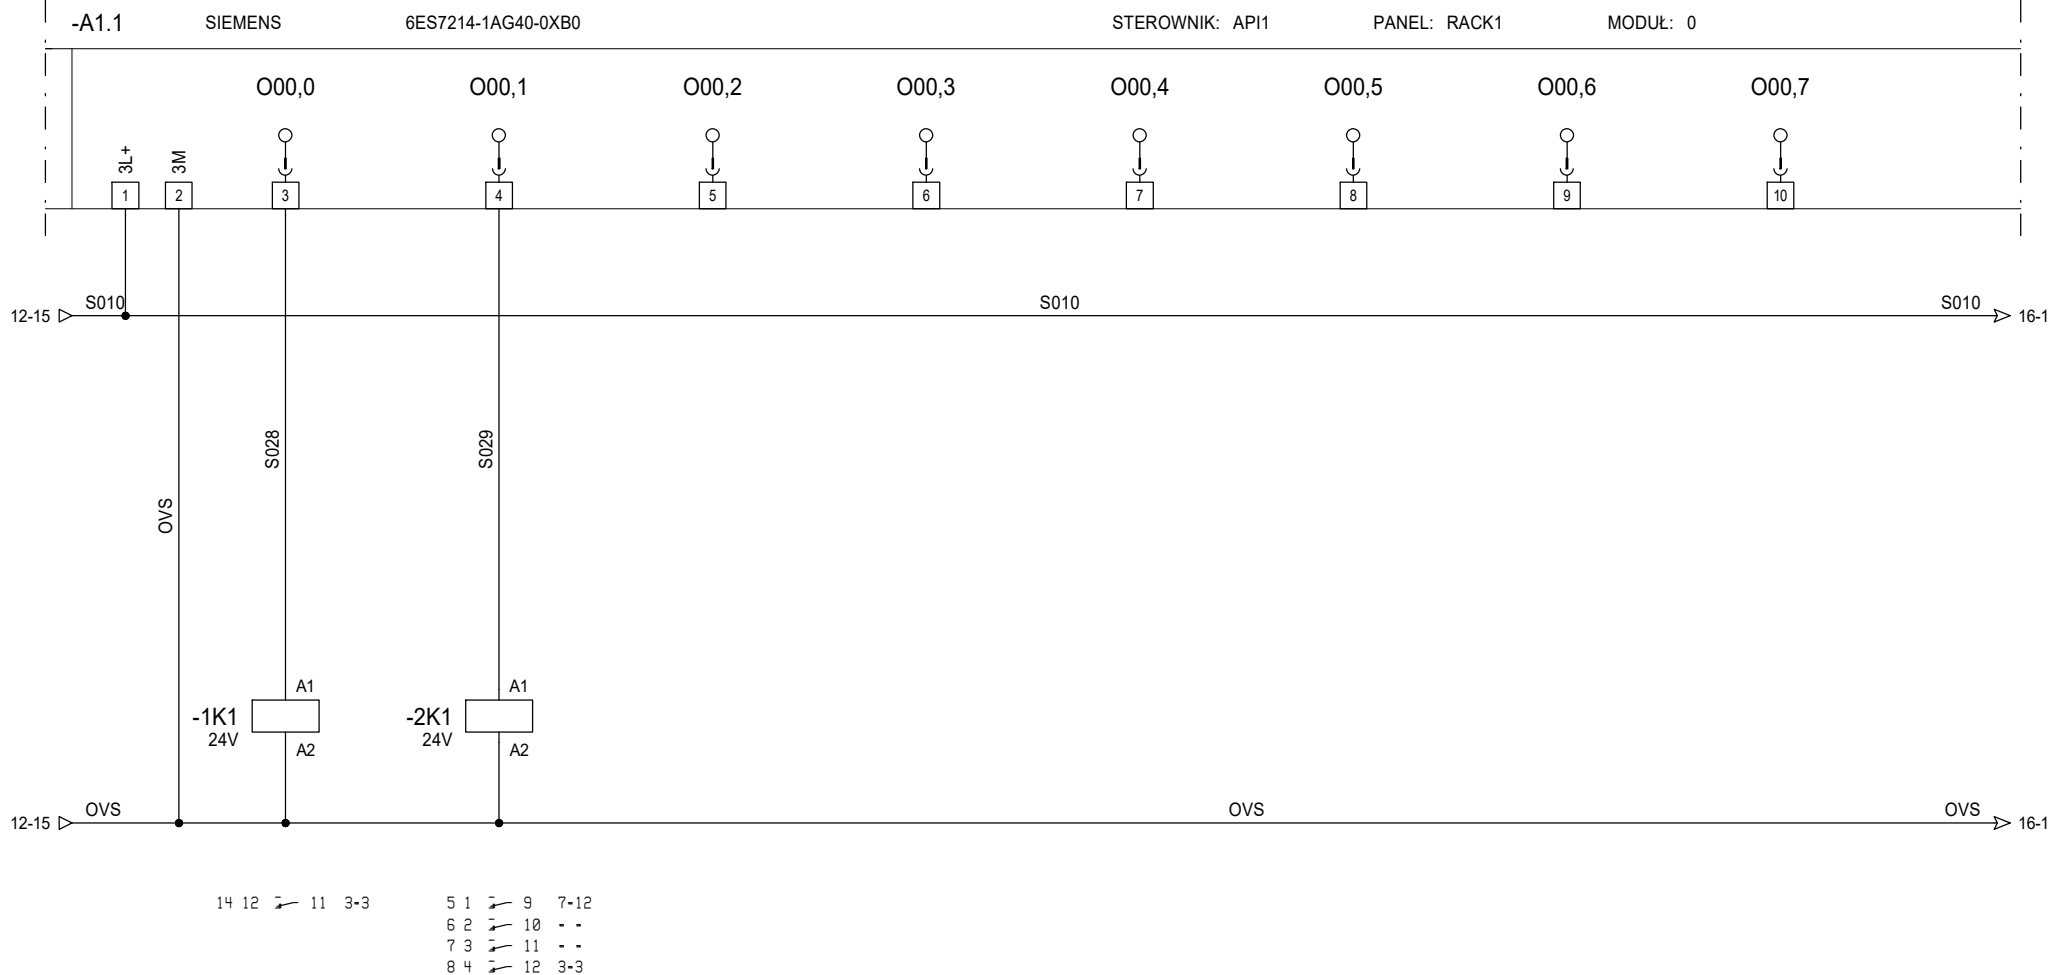 -A1.1 SIEMENS 6ES7214-1AG40-0XB0 STEROWNIK: API1 PANEL: RACK1 MODUŁ: 0
O00,0 O00,1 O00,2 O00,3 O00,4 O00,5 O00,6 O00,7
3L+ 3M
1 2 3 4 5 6 7 8 9 10
S010 S010 S010
12-15 16-1
S028 S029
OVS
A1 A1
-1K1 -2K1
24V 24V
A2 A2
OVS OVS OVS
12-15 16-1
14 12 11 3-3 5 1 9 7-12
6 2 10 - -
7 3 11 - -
8 4 12 3-3